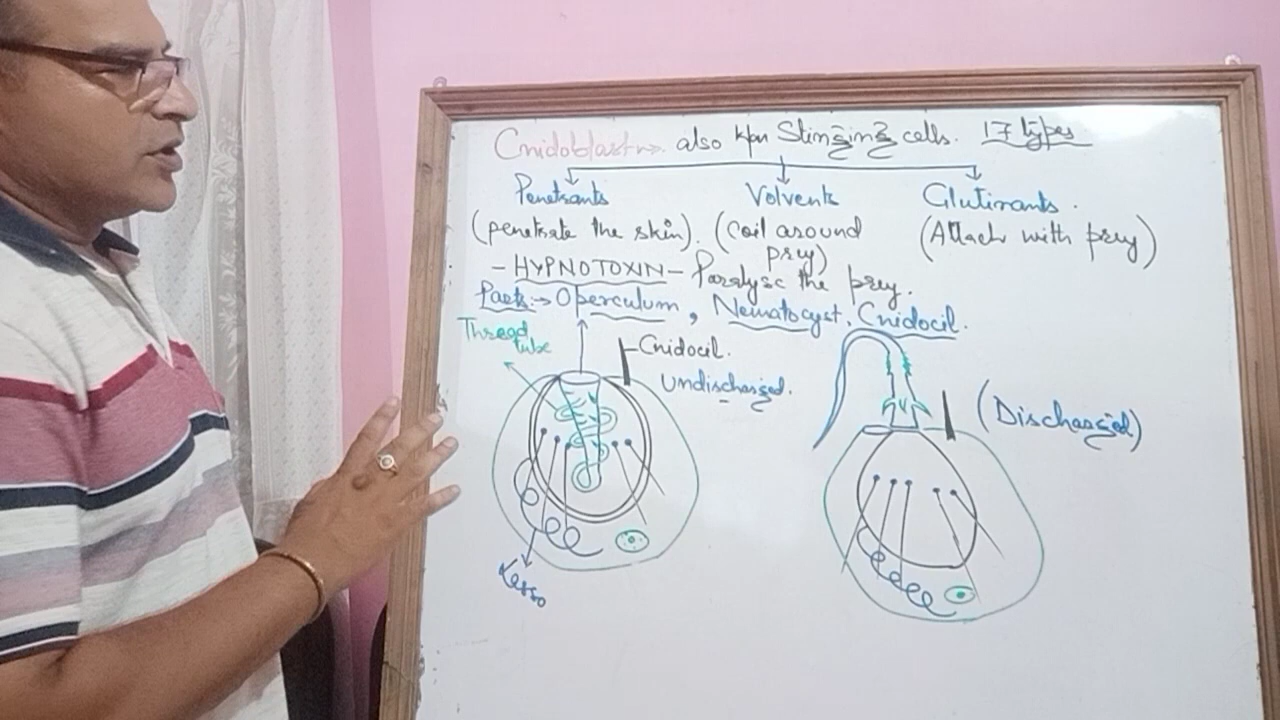 Cnidoblast → also kn Stinging cells. 17 types
Penetrants Volvents Glutinants.
(penetrate the skin). (Coil around prey) (Attach with prey)
- HYPNOTOXIN - Paralyse the prey.
Parts:→ Operculum, Nematocyst, Cnidocil.
Thread tube
Cnidocil.
Undischarged.
(Discharged)
Lasso